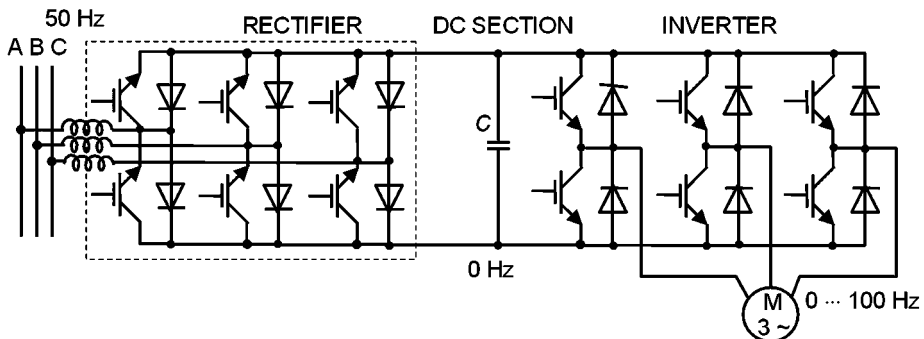 50 Hz
RECTIFIER
DC SECTION
INVERTER
A B C
C
0 Hz
M
3 ~
0 ··· 100 Hz